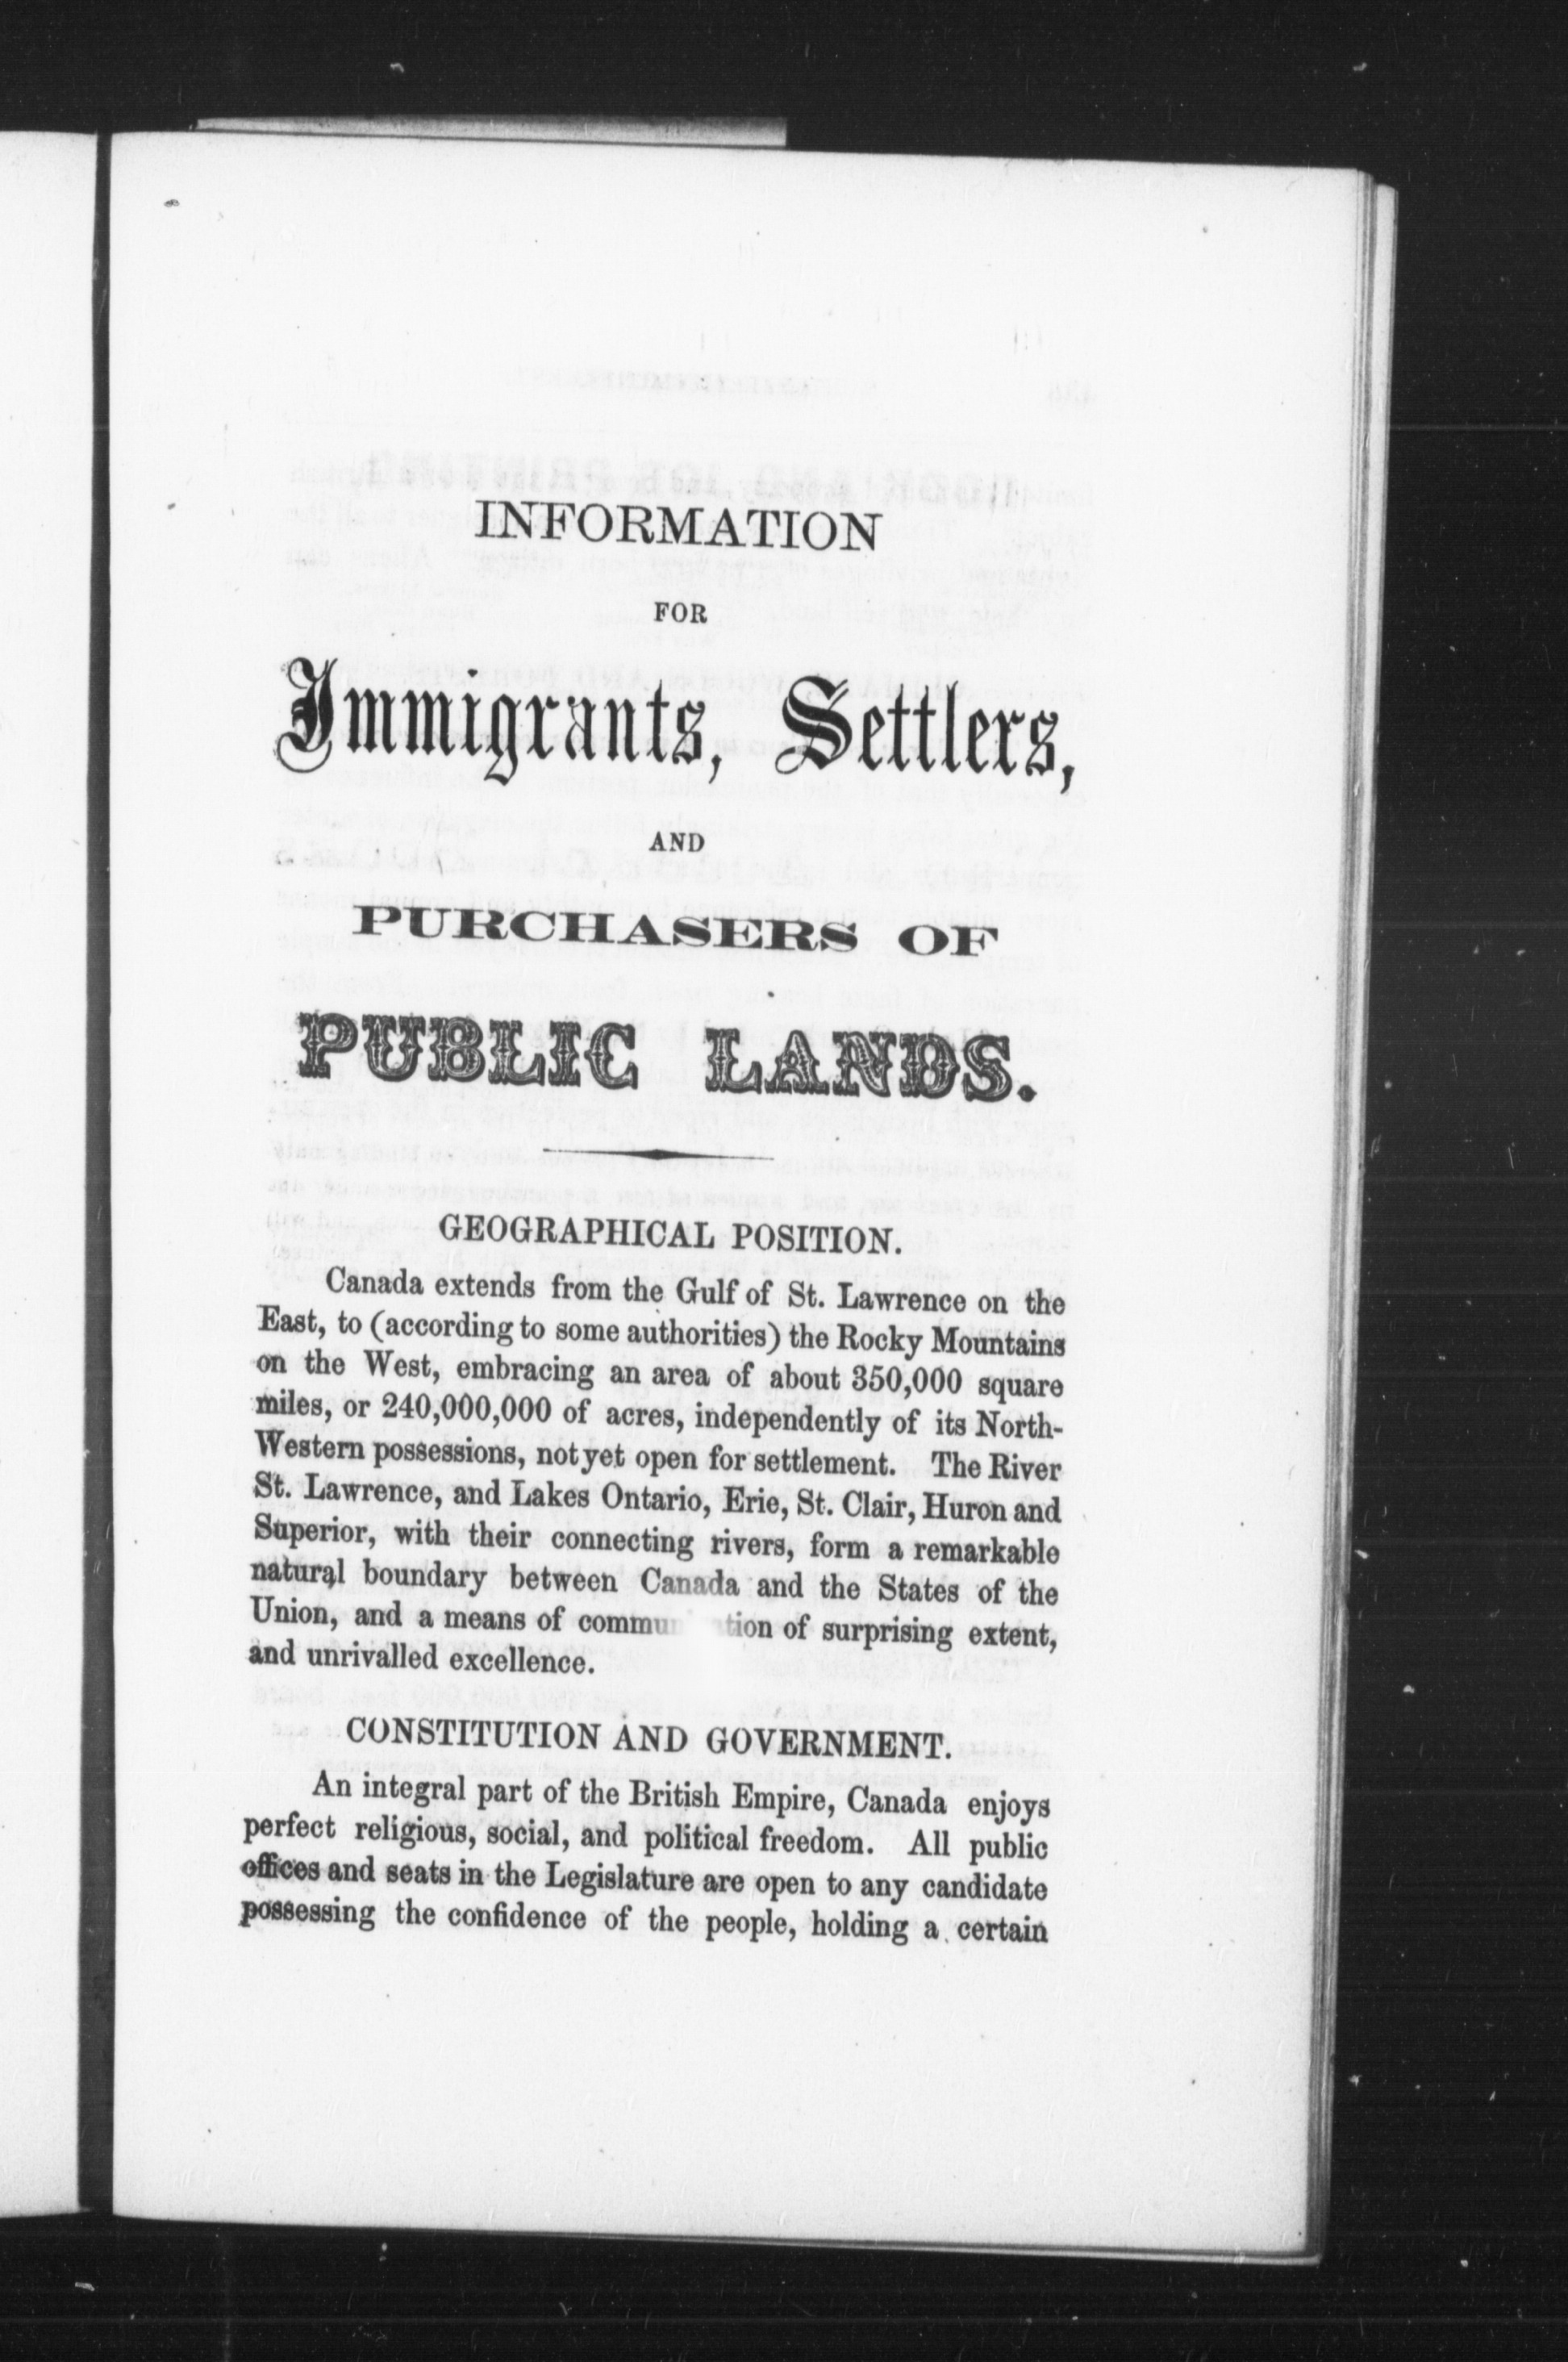 INFORMATION
FOR
Immigrants, Settlers,
AND
PURCHASERS OF
PUBLIC LANDS.
GEOGRAPHICAL POSITION.
Canada extends from the Gulf of St. Lawrence on the
East, to (according to some authorities) the Rocky Mountains
on the West, embracing an area of about 350,000 square
miles, or 240,000,000 of acres, independently of its North-
Western possessions, not yet open for settlement. The River
St. Lawrence, and Lakes Ontario, Erie, St. Clair, Huron and
Superior, with their connecting rivers, form a remarkable
natural boundary between Canada and the States of the
Union, and a means of commu tion of surprising extent,
and unrivalled excellence.
CONSTITUTION AND GOVERNMENT.
An integral part of the British Empire, Canada enjoys
perfect religious, social, and political freedom. All public
offices and seats in the Legislature are open to any candidate
possessing the confidence of the people, holding a certain